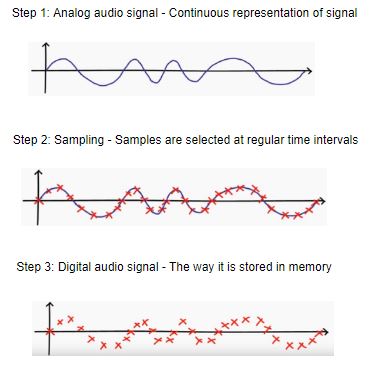 Step 1: Analog audio signal - Continuous representation of signal
Step 2: Sampling - Samples are selected at regular time intervals
Step 3: Digital audio signal - The way it is stored in memory